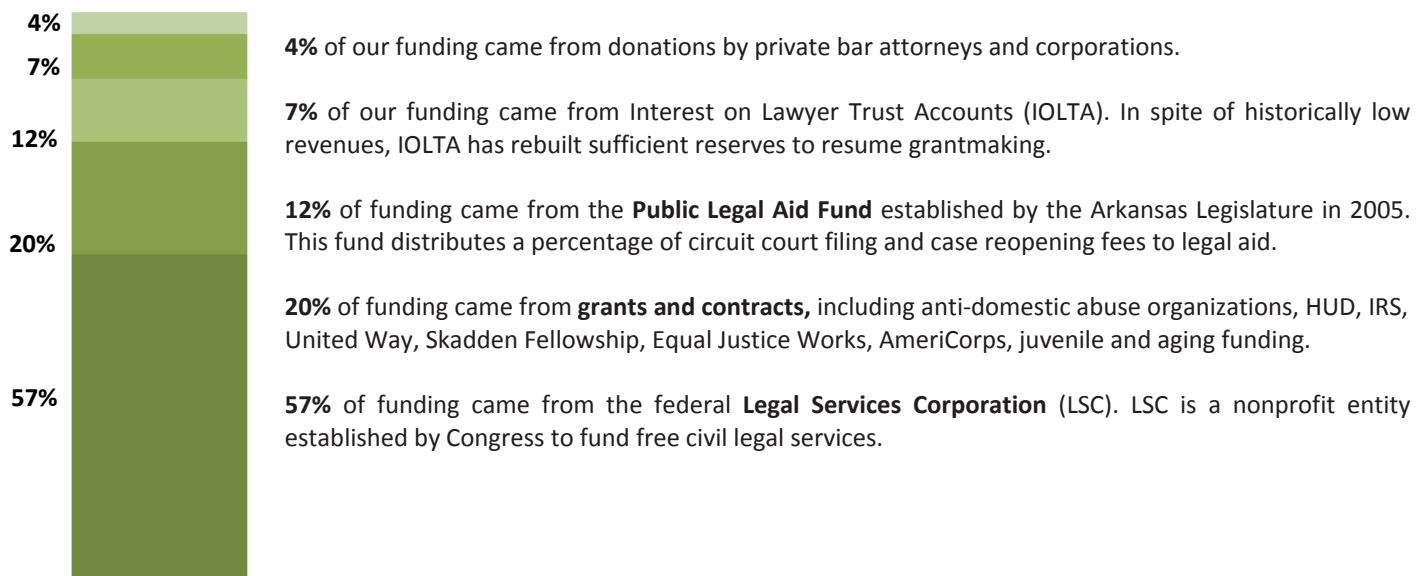 4%
4% of our funding came from donations by private bar attorneys and corporations.
7%
7% of our funding came from Interest on Lawyer Trust Accounts (IOLTA). In spite of historically low
revenues, IOLTA has rebuilt sufficient reserves to resume grantmaking.
12%
12% of funding came from the Public Legal Aid Fund established by the Arkansas Legislature in 2005.
This fund distributes a percentage of circuit court filing and case reopening fees to legal aid.
20%
20% of funding came from grants and contracts, including anti-domestic abuse organizations, HUD, IRS,
United Way, Skadden Fellowship, Equal Justice Works, AmeriCorps, juvenile and aging funding.
57%
57% of funding came from the federal Legal Services Corporation (LSC). LSC is a nonprofit entity
established by Congress to fund free civil legal services.